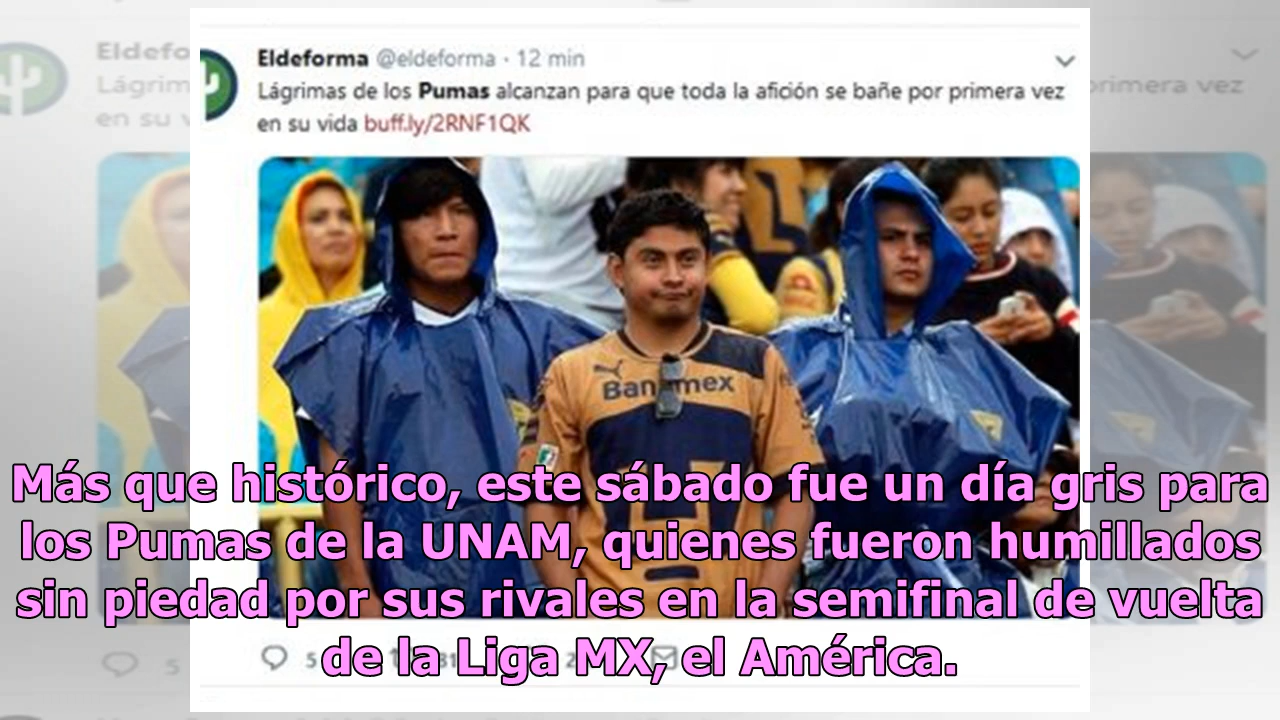 Eldeforma @eldeforma · 12 min
Lágrimas de los Pumas alcanzan para que toda la afición se bañe por primera vez
en su vida buff.ly/2RNF1QK
Banamex
Más que histórico, este sábado fue un día gris para
los Pumas de la UNAM, quienes fueron humillados
sin piedad por sus rivales en la semifinal de vuelta
de la Liga MX, el América.
5